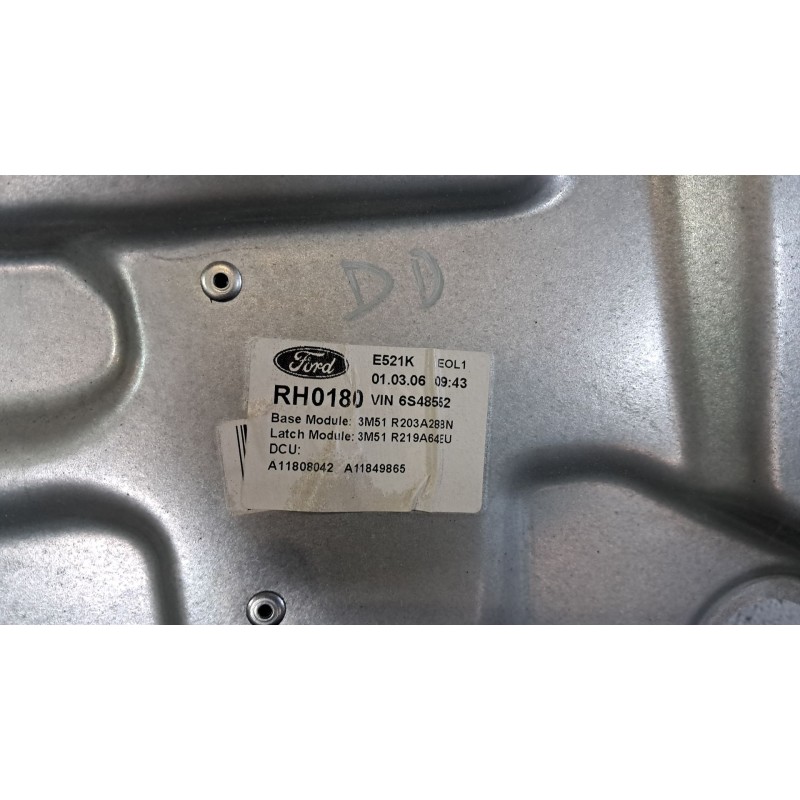 DD
Ford E521K EOL1
01.03.06 09:43
RH0180 VIN 6S48552
Base Module: 3M51 R203A28BN
Latch Module: 3M51 R219A64EU
DCU:
A11808042 A11849865